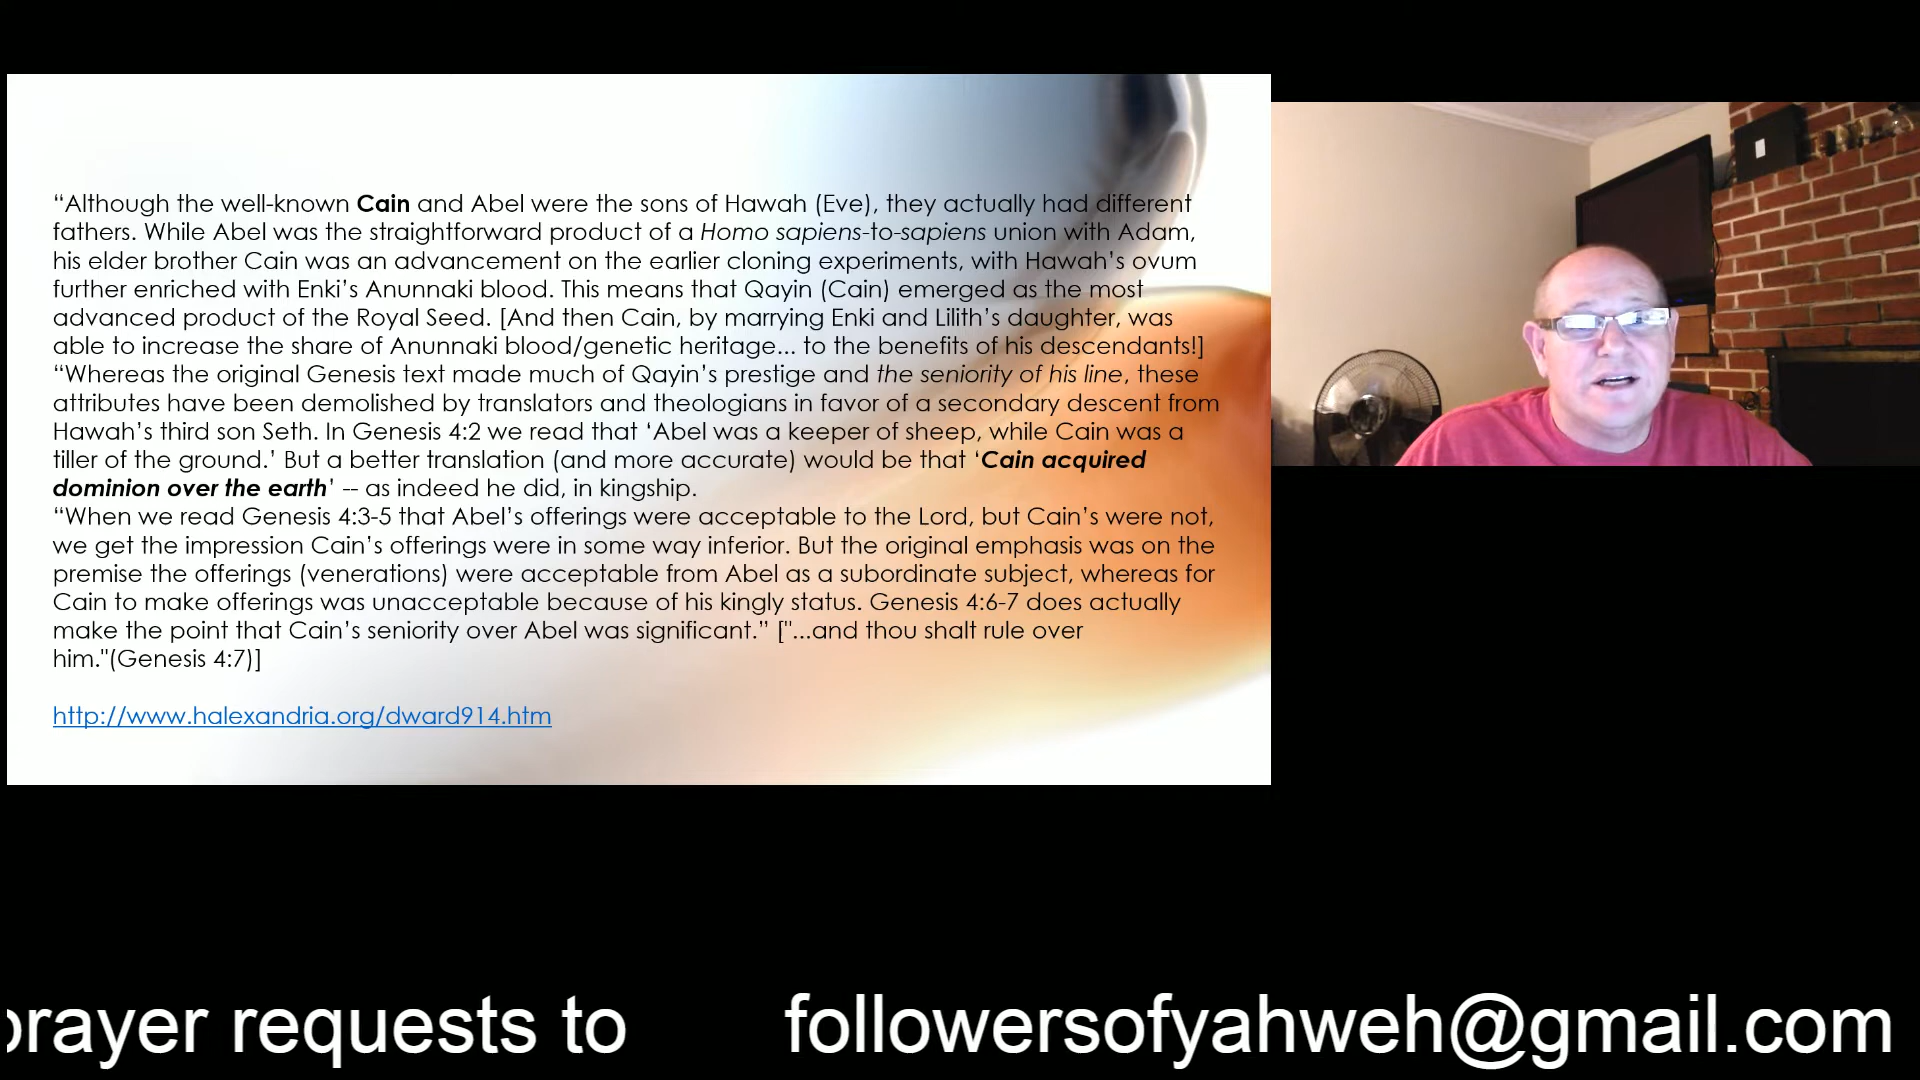 “Although the well-known Cain and Abel were the sons of Hawah (Eve), they actually had different
fathers. While Abel was the straightforward product of a Homo sapiens-to-sapiens union with Adam,
his elder brother Cain was an advancement on the earlier cloning experiments, with Hawah’s ovum
further enriched with Enki’s Anunnaki blood. This means that Qayin (Cain) emerged as the most
advanced product of the Royal Seed. [And then Cain, by marrying Enki and Lilith’s daughter, was
able to increase the share of Anunnaki blood/genetic heritage... to the benefits of his descendants!]
“Whereas the original Genesis text made much of Qayin’s prestige and the seniority of his line, these
attributes have been demolished by translators and theologians in favor of a secondary descent from
Hawah’s third son Seth. In Genesis 4:2 we read that ‘Abel was a keeper of sheep, while Cain was a
tiller of the ground.’ But a better translation (and more accurate) would be that ‘Cain acquired
dominion over the earth’ -- as indeed he did, in kingship.
“When we read Genesis 4:3-5 that Abel’s offerings were acceptable to the Lord, but Cain’s were not,
we get the impression Cain’s offerings were in some way inferior. But the original emphasis was on the
premise the offerings (venerations) were acceptable from Abel as a subordinate subject, whereas for
Cain to make offerings was unacceptable because of his kingly status. Genesis 4:6-7 does actually
make the point that Cain’s seniority over Abel was significant.” ["...and thou shalt rule over
him."(Genesis 4:7)]
http://www.halexandria.org/dward914.htm
prayer requests to followersofyahweh@gmail.com